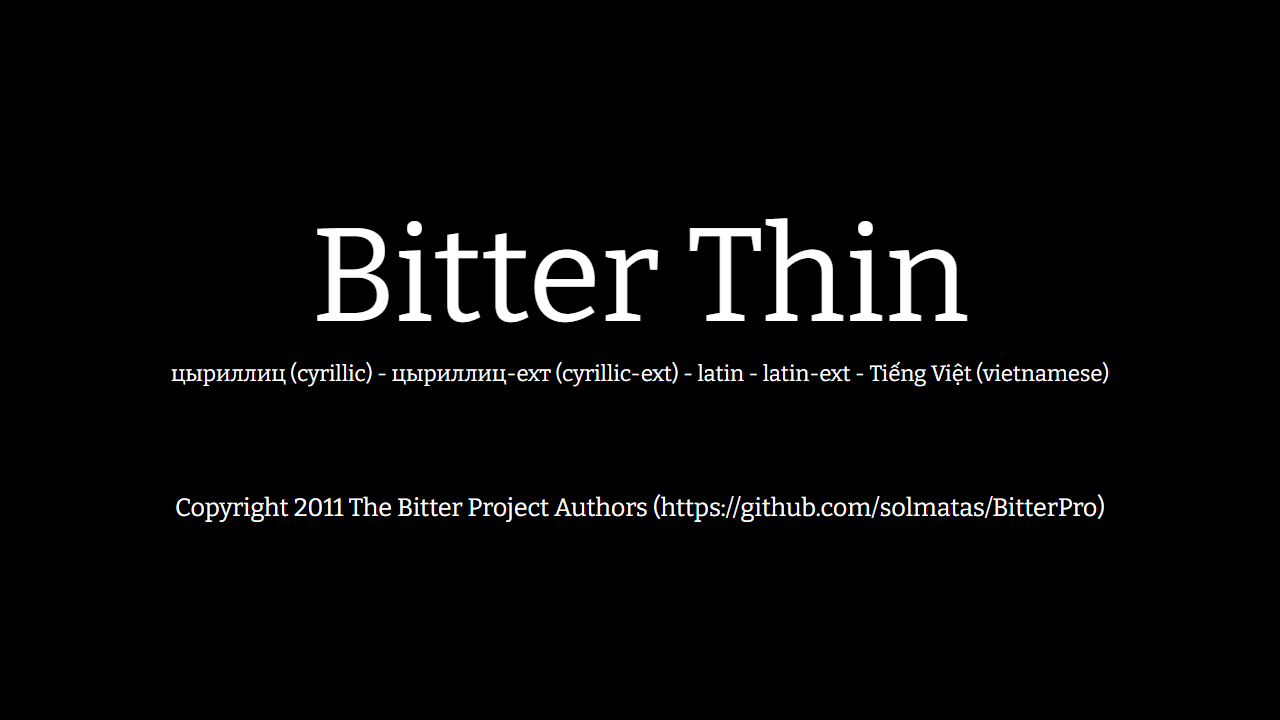 Bitter Thin
цыриллиц (cyrillic) - цыриллиц-ехт (cyrillic-ext) - latin - latin-ext - Tiếng Việt (vietnamese)
Copyright 2011 The Bitter Project Authors (https://github.com/solmatas/BitterPro)